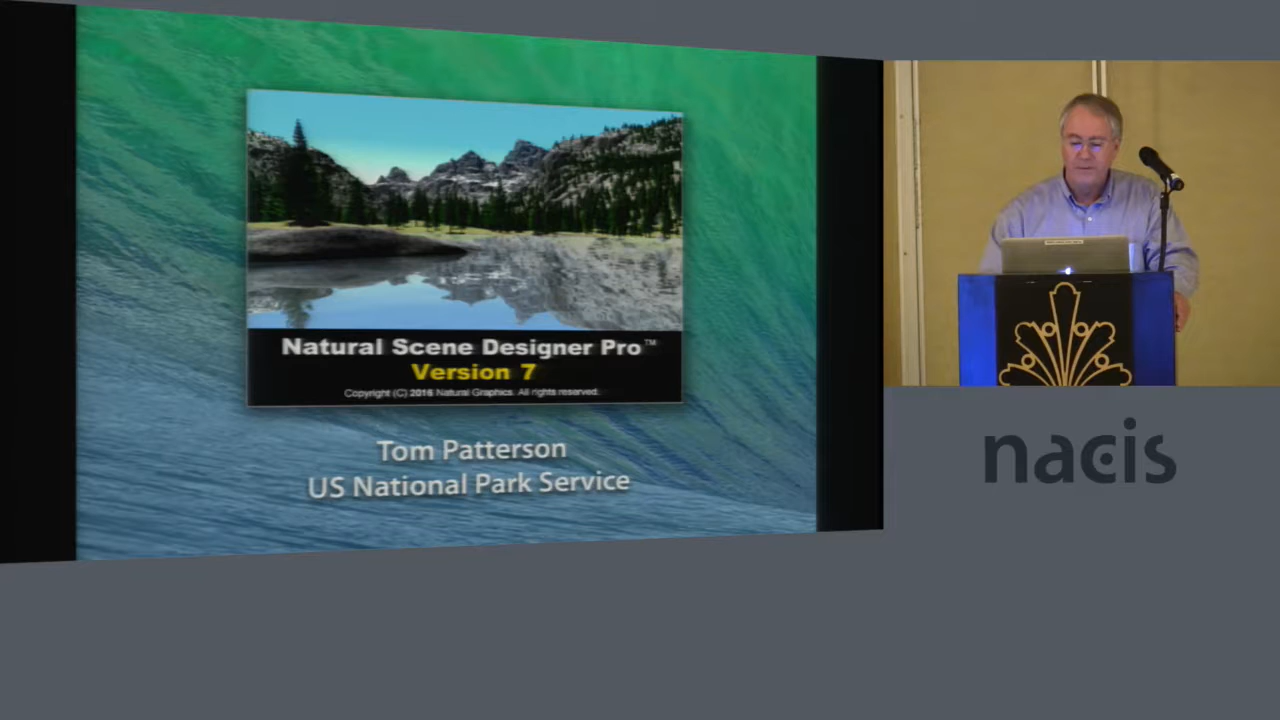 Natural Scene Designer Pro™
Version 7
Copyright (C) 2016 Natural Graphics. All rights reserved.
Tom Patterson
US National Park Service
nacis